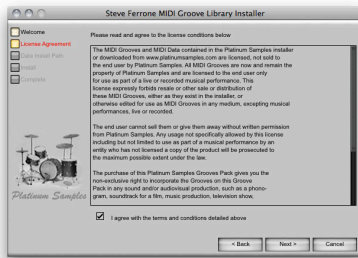 Steve Ferrone MIDI Groove Library Installer
Welcome
License Agreement
Data Install Path
Install
Complete
Please read and agree to the license conditions below
The MIDI Grooves and MIDI Data contained in the Platinum Samples installer
or downloaded from www.platinumsamples.com are licensed, not sold to
the end user by Platinum Samples. All MIDI Grooves are now and remain the
property of Platinum Samples and are licensed to the end user only
for use as part of a live or recorded musical performance. This
license expressly forbids resale or other sale or distribution of
these MIDI Grooves, either as they exist in the installer, or
otherwise edited for use as MIDI Grooves in any medium, excepting musical
performances, live or recorded.
The end user cannot sell them or give them away without written permission
from Platinum Samples. Any usage not specifically allowed by this license
including but not limited to use as part of a musical performance by an
entity who has not licensed a copy of the product will be prosecuted to
the maximum possible extent under the law.
The purchase of this Platinum Samples Grooves Pack gives you the
non-exclusive right to incorporate the Grooves on this Groove
Pack in any sound and/or audiovisual production, such as a phono-
gram, soundtrack for a film, music production, television show,
Platinum Samples
I agree with the terms and conditions detailed above
< Back
Next >
Cancel